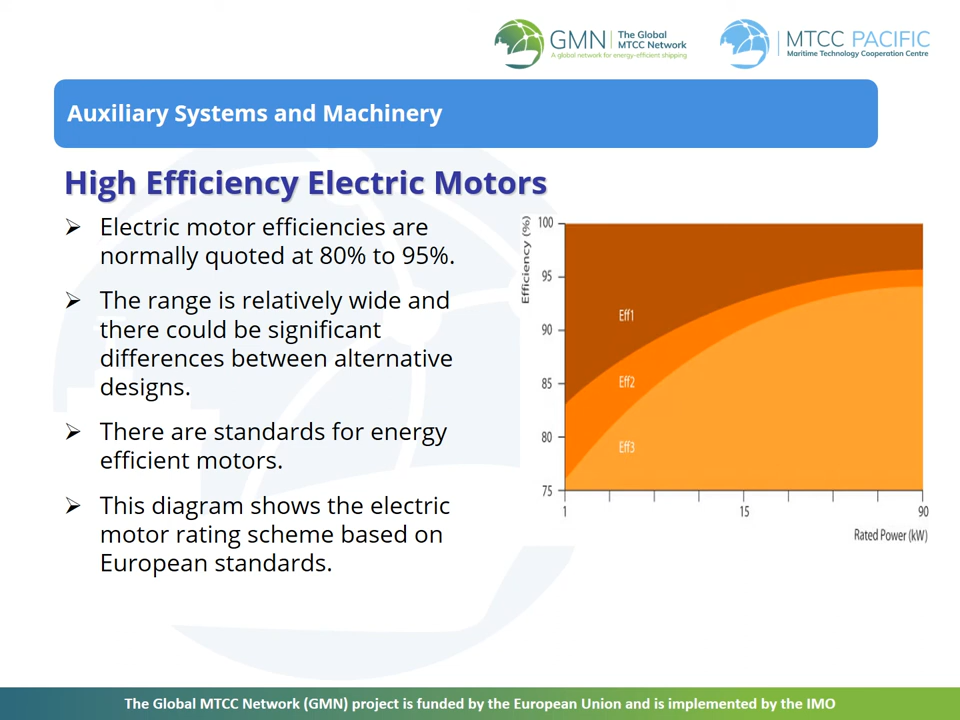 GMN The Global
MTCC Network
A global network for energy-efficient shipping
MTCC PACIFIC
Maritime Technology Cooperation Centre
Auxiliary Systems and Machinery
High Efficiency Electric Motors
➢ Electric motor efficiencies are
normally quoted at 80% to 95%.
➢ The range is relatively wide and
there could be significant
differences between alternative
designs.
➢ There are standards for energy
efficient motors.
➢ This diagram shows the electric
motor rating scheme based on
European standards.
Efficiency (%)
100
95
90
85
80
75
Eff1
Eff2
Eff3
1 15 90
Rated Power (kW)
The Global MTCC Network (GMN) project is funded by the European Union and is implemented by the IMO